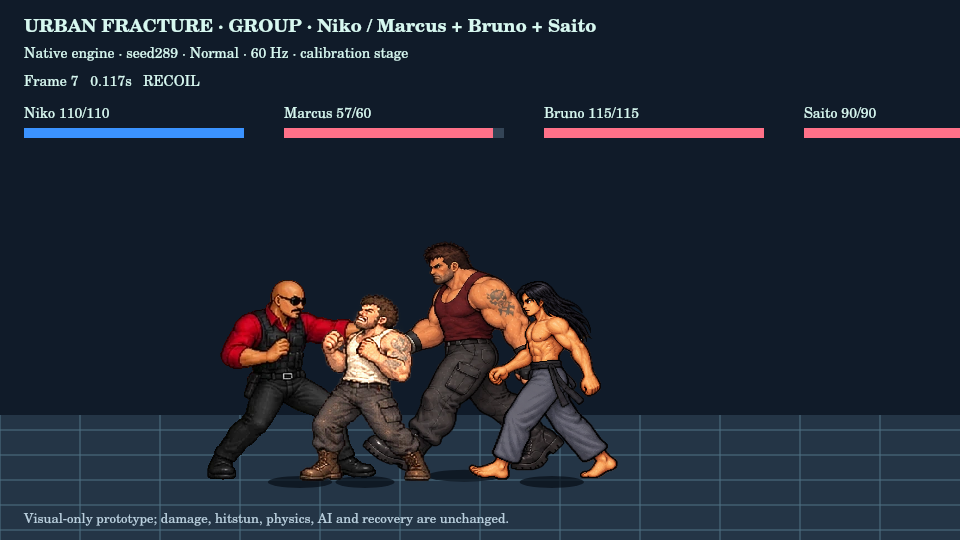 URBAN FRACTURE · GROUP · Niko / Marcus + Bruno + Saito
Native engine · seed289 · Normal · 60 Hz · calibration stage
Frame 7 0.117s RECOIL
Niko 110/110 Marcus 57/60 Bruno 115/115 Saito 90/90
Visual-only prototype; damage, hitstun, physics, AI and recovery are unchanged.